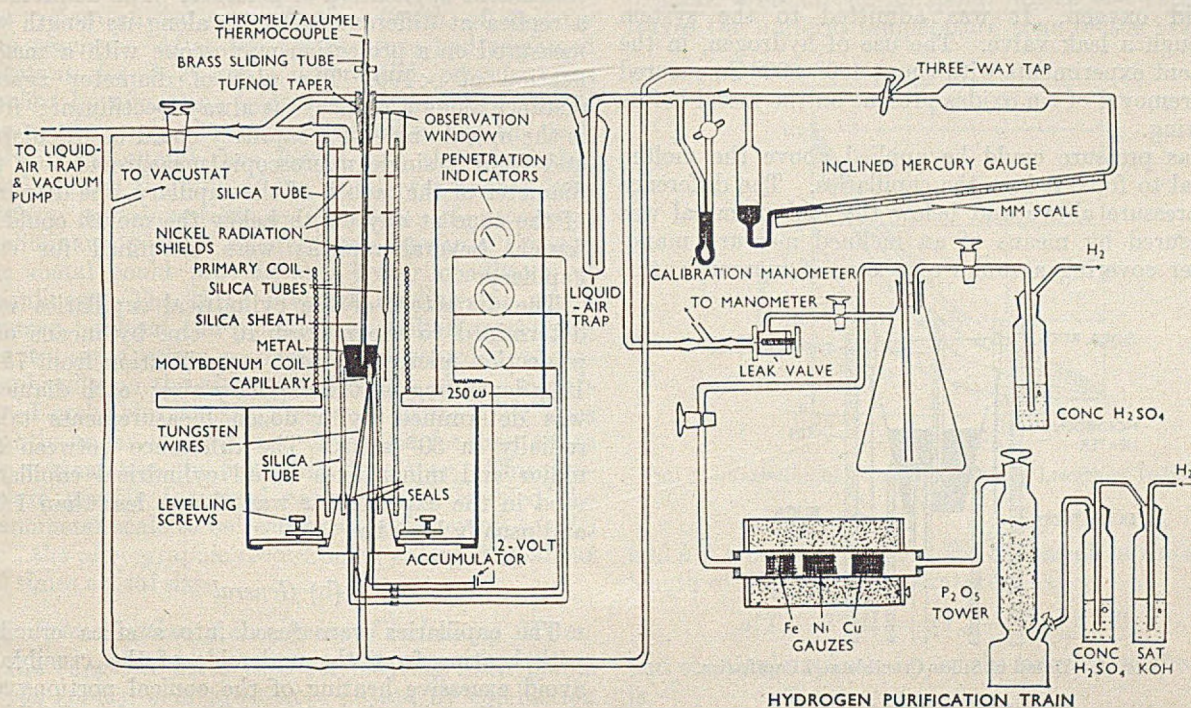 CHROMEL/ALUMEL
THERMOCOUPLE
BRASS SLIDING TUBE
TUFNOL TAPER
THREE-WAY TAP
OBSERVATION
WINDOW
PENETRATION
INDICATORS
TO LIQUID-
AIR TRAP
& VACUUM
PUMP
TO VACUSTAT
SILICA TUBE
NICKEL RADIATION
SHIELDS
PRIMARY COIL
SILICA TUBES
SILICA SHEATH
METAL
MOLYBDENUM COIL
CAPILLARY
250 ω
TUNGSTEN
WIRES
SILICA
TUBE
SEALS
LEVELLING
SCREWS
2-VOLT
ACCUMULATOR
INCLINED MERCURY GAUGE
MM SCALE
CALIBRATION MANOMETER
LIQUID
-AIR
TRAP
TO MANOMETER
LEAK VALVE
H2
CONC H2SO4
H2
P2O5
TOWER
Fe Ni Cu
GAUZES
CONC
H2SO4
SAT
KOH
HYDROGEN PURIFICATION TRAIN